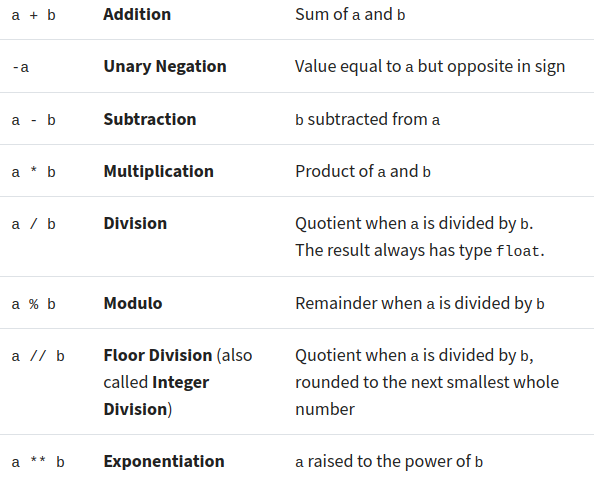 a + b Addition Sum of a and b
-a Unary Negation Value equal to a but opposite in sign
a - b Subtraction b subtracted from a
a * b Multiplication Product of a and b
a / b Division Quotient when a is divided by b.
The result always has type float.
a % b Modulo Remainder when a is divided by b
a // b Floor Division (also Quotient when a is divided by b,
called Integer rounded to the next smallest whole
Division) number
a ** b Exponentiation a raised to the power of b